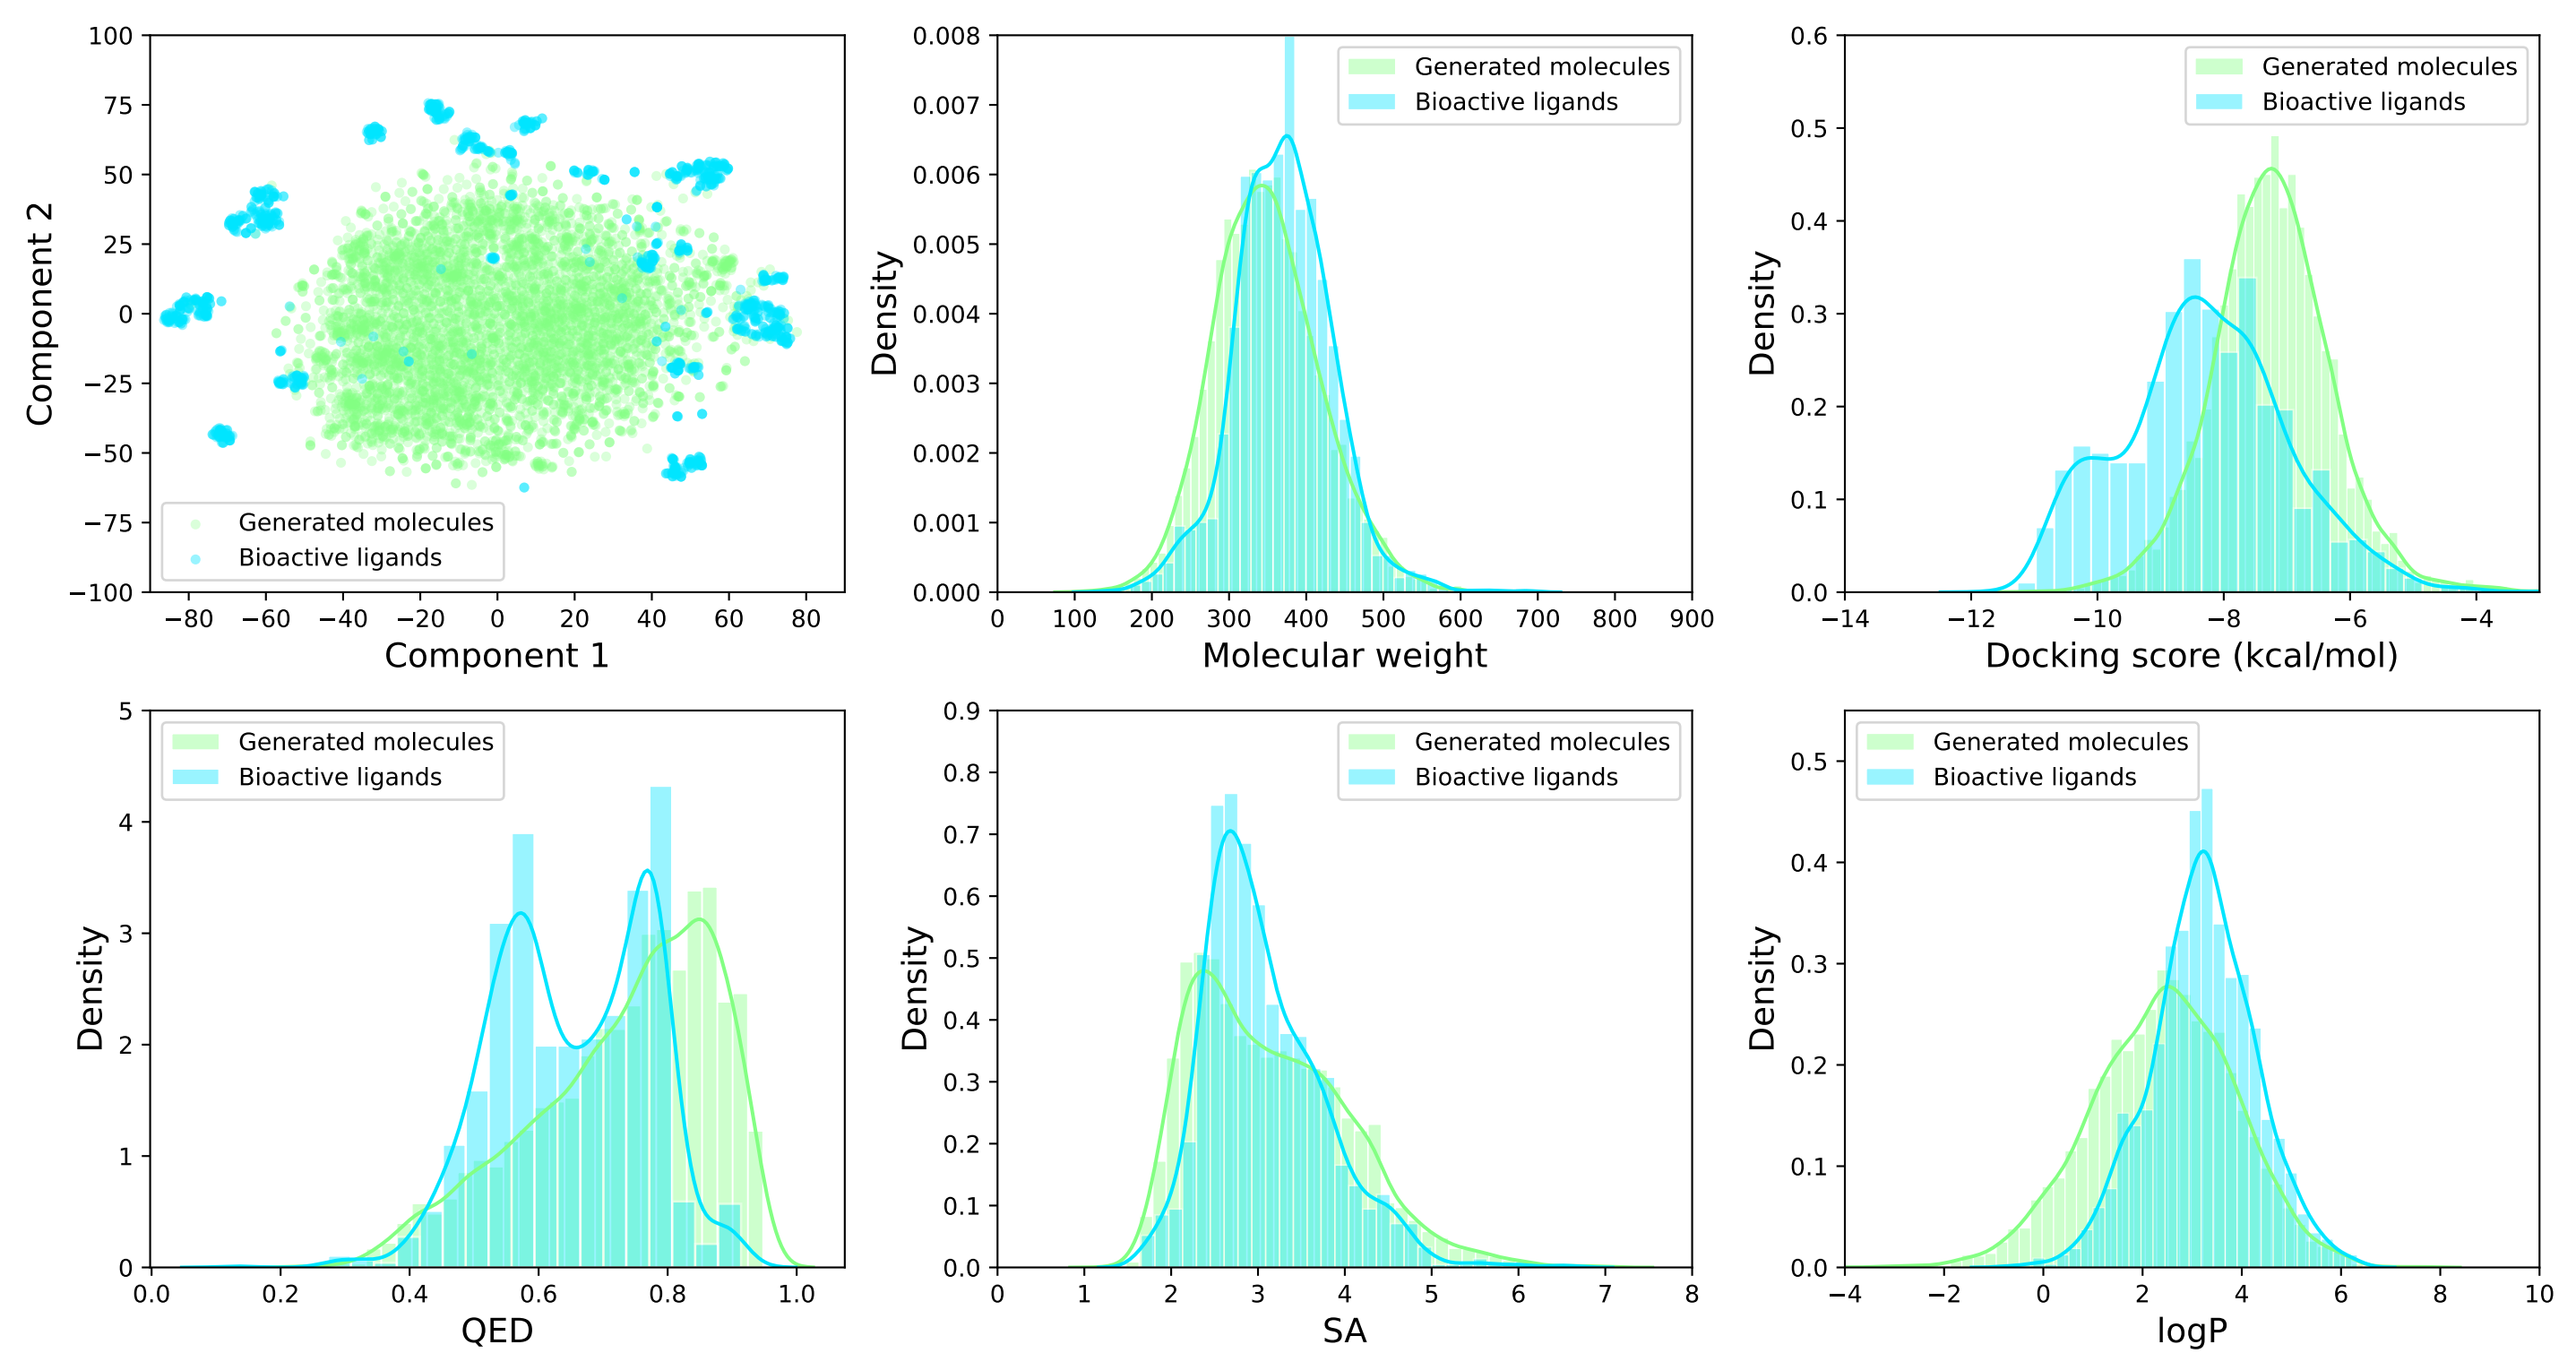 100
75
50
25
0
−25
−50
−75
−100
Component 2
Generated molecules
Bioactive ligands
−80 −60 −40 −20 0 20 40 60 80
Component 1
0.008
0.007
0.006
0.005
0.004
0.003
0.002
0.001
0.000
Density
Generated molecules
Bioactive ligands
0 100 200 300 400 500 600 700 800 900
Molecular weight
0.6
0.5
0.4
0.3
0.2
0.1
0.0
Density
Generated molecules
Bioactive ligands
−14 −12 −10 −8 −6 −4
Docking score (kcal/mol)
5
4
3
2
1
0
Density
Generated molecules
Bioactive ligands
0.0 0.2 0.4 0.6 0.8 1.0
QED
0.9
0.8
0.7
0.6
0.5
0.4
0.3
0.2
0.1
0.0
Density
Generated molecules
Bioactive ligands
0 1 2 3 4 5 6 7 8
SA
0.5
0.4
0.3
0.2
0.1
0.0
Density
Generated molecules
Bioactive ligands
−4 −2 0 2 4 6 8 10
logP